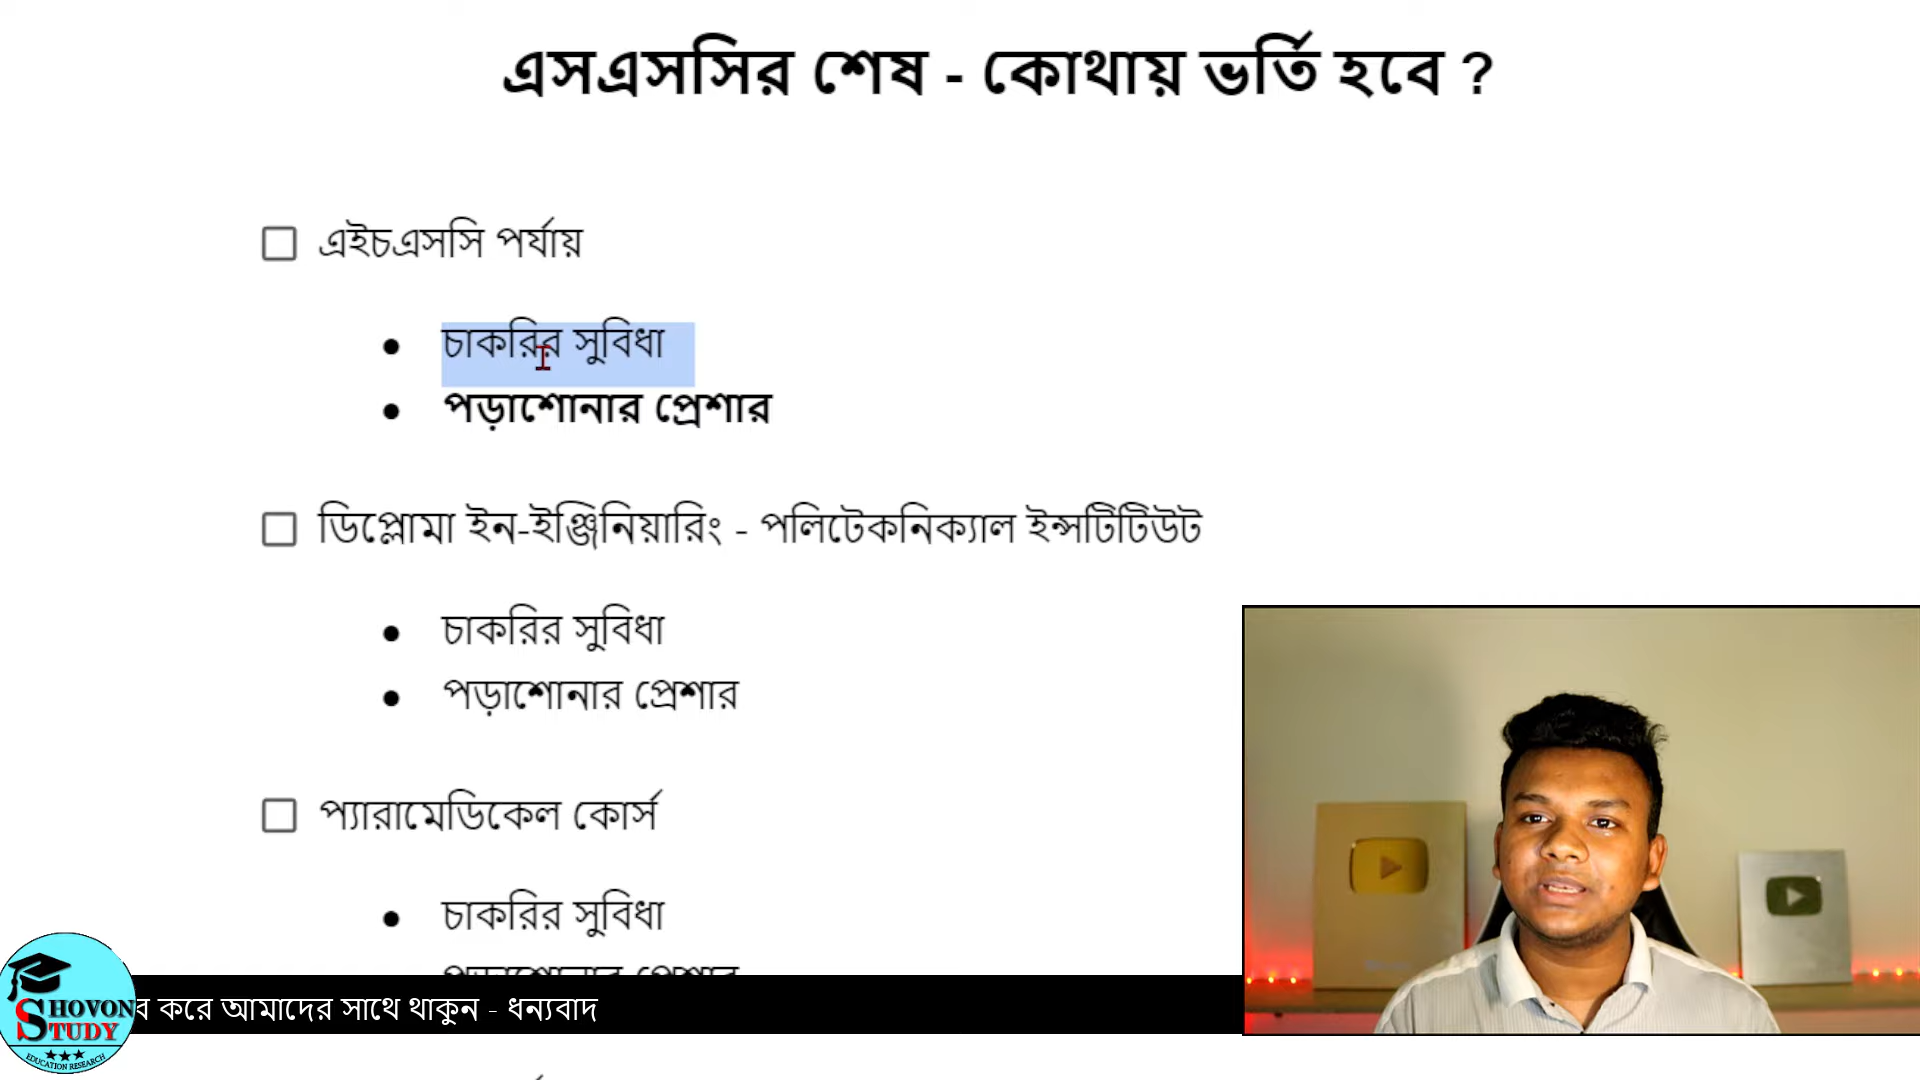 এসএসসির শেষ - কোথায় ভর্তি হবে ?
এইচএসসি পর্যায়
চাকরির সুবিধা
পড়াশোনার প্রেশার
ডিপ্লোমা ইন-ইঞ্জিনিয়ারিং - পলিটেকনিক্যাল ইন্সটিটিউট
চাকরির সুবিধা
পড়াশোনার প্রেশার
প্যারামেডিকেল কোর্স
চাকরির সুবিধা
পড়াশোনার প্রেশার
করে আমাদের সাথে থাকুন - ধন্যবাদ
SHOVON
STUDY
EDUCATION RESEARCH